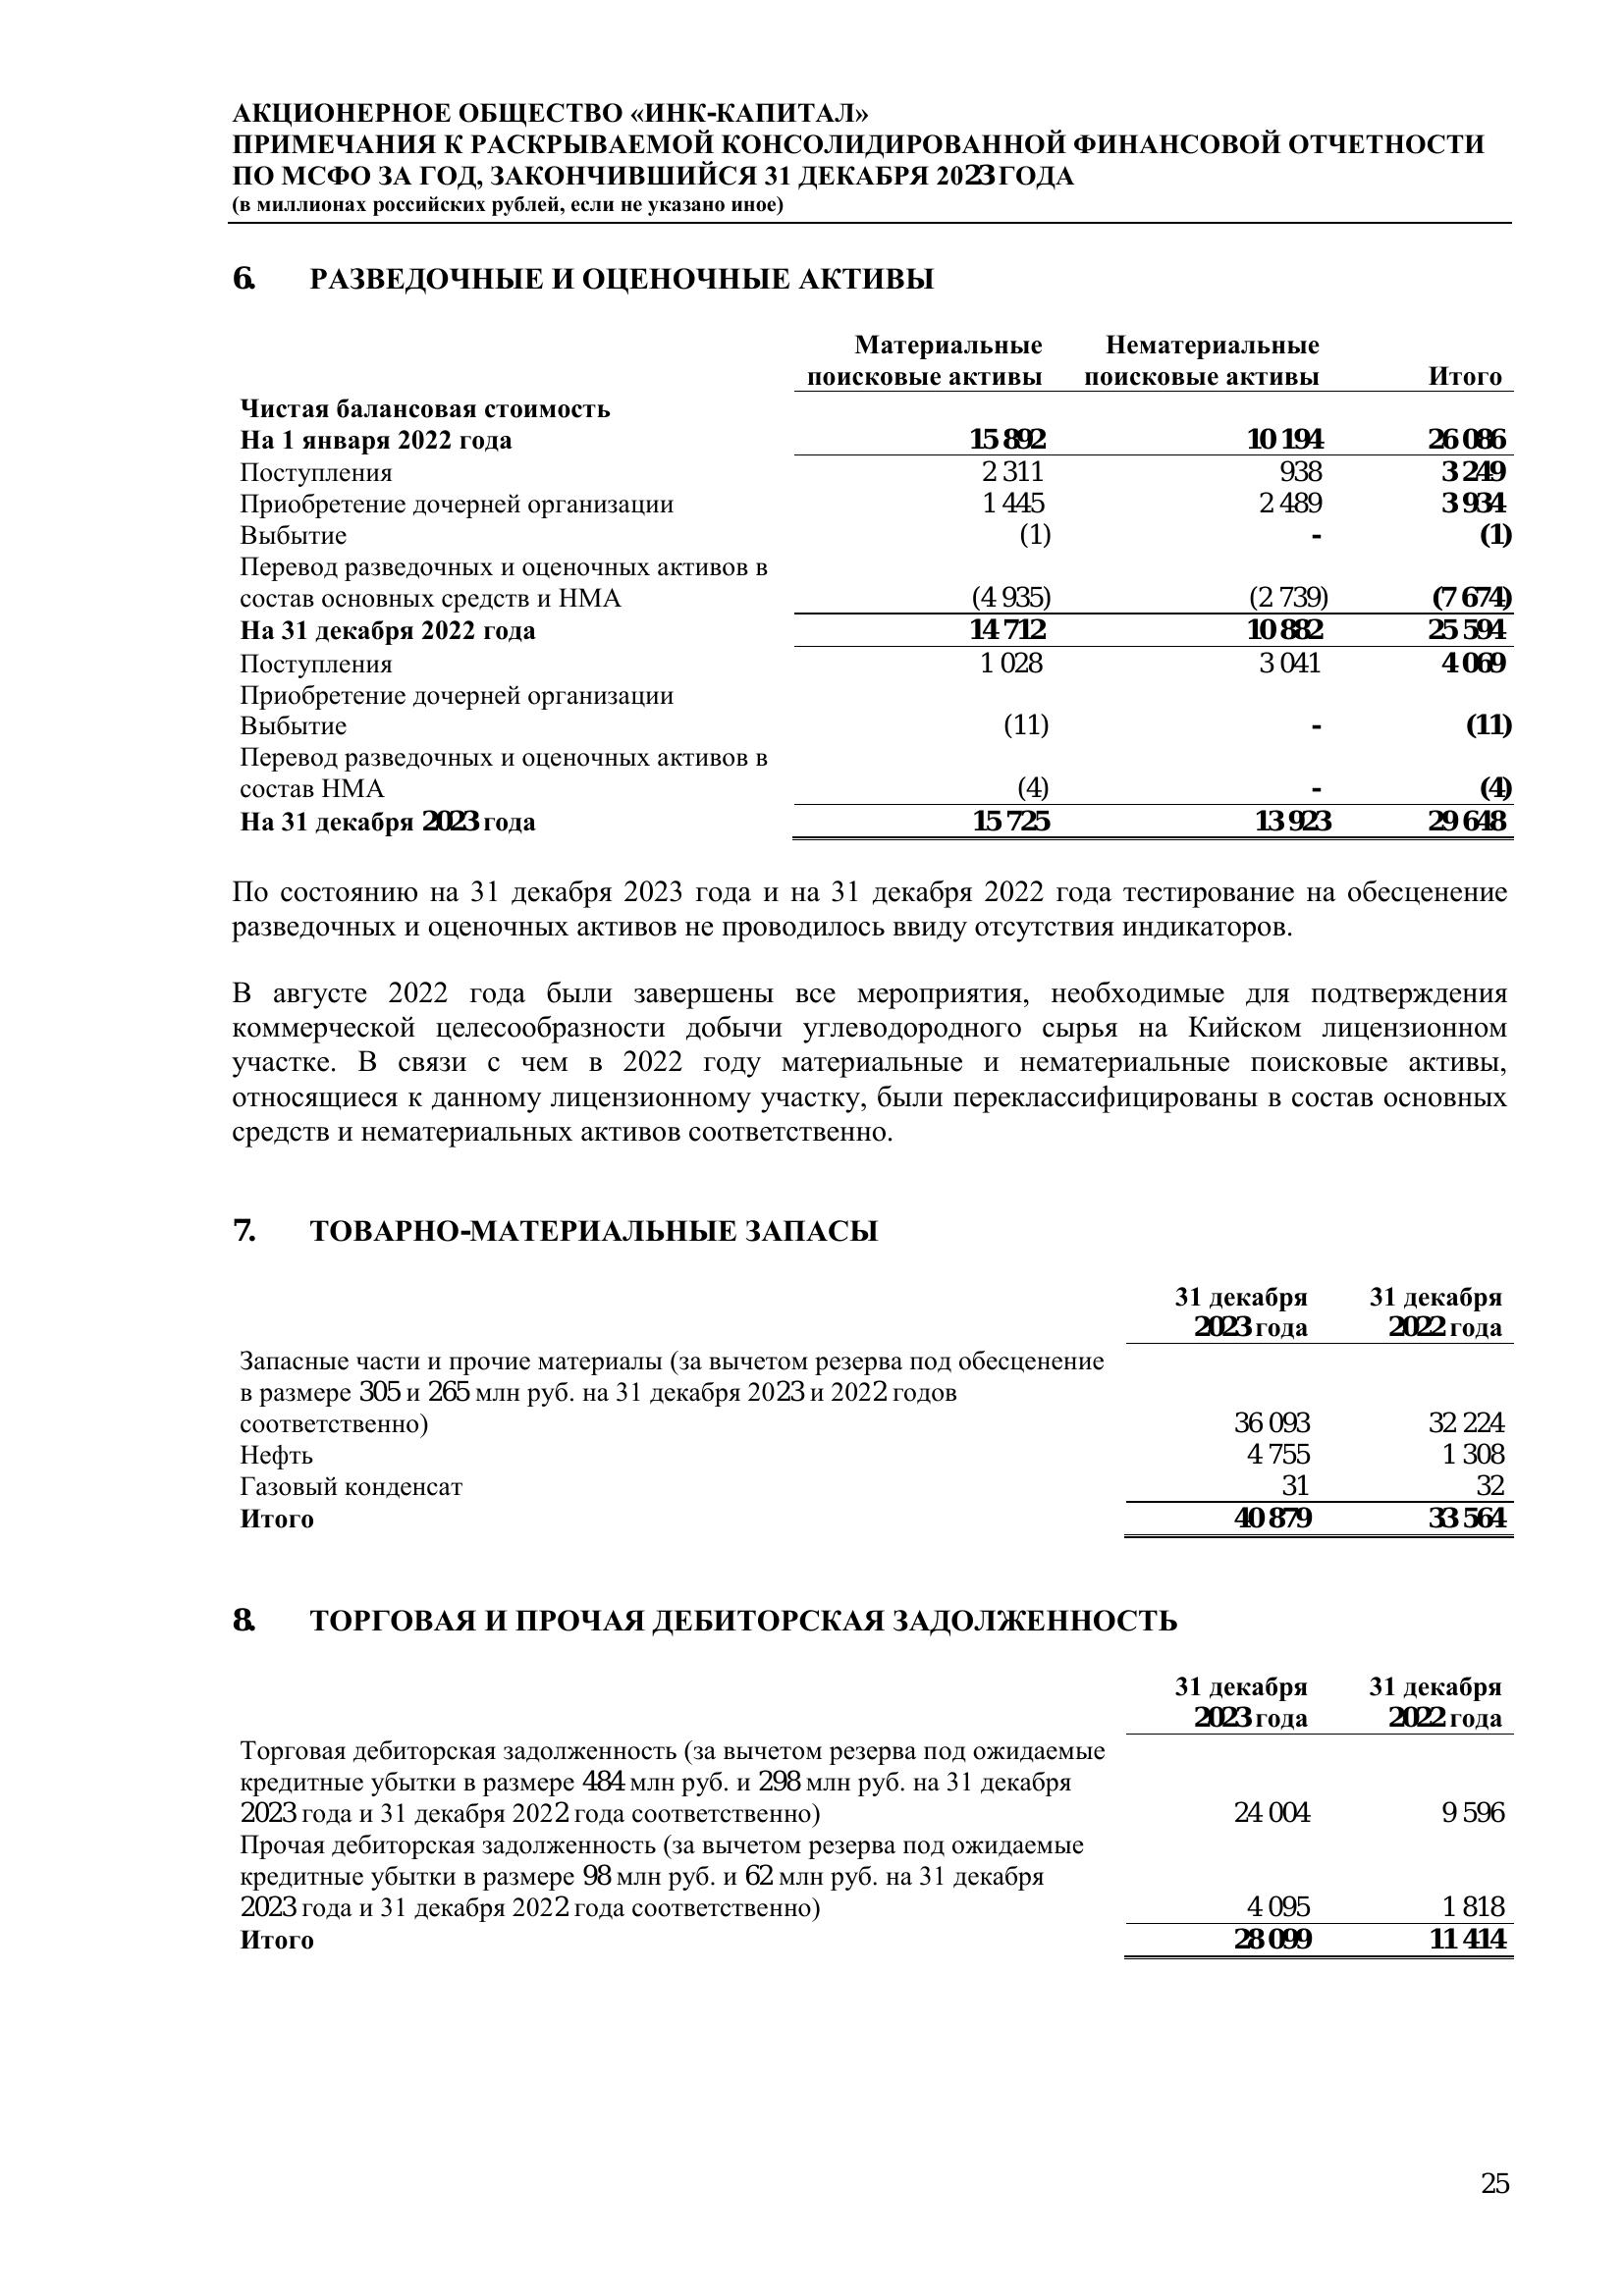 АКЦИОНЕРНОЕ ОБЩЕСТВО «ИНК-КАПИТАЛ»
ПРИМЕЧАНИЯ К РАСКРЫВАЕМОЙ КОНСОЛИДИРОВАННОЙ ФИНАНСОВОЙ ОТЧЕТНОСТИ
ПО МСФО ЗА ГОД, ЗАКОНЧИВШИЙСЯ 31 ДЕКАБРЯ 2023 ГОДА
(в миллионах российских рублей, если не указано иное)
6. РАЗВЕДОЧНЫЕ И ОЦЕНОЧНЫЕ АКТИВЫ
Материальные Нематериальные
поисковые активы поисковые активы Итого
Чистая балансовая стоимость
На 1 января 2022 года 15 892 10 194 26 086
Поступления 2 311 938 3 249
Приобретение дочерней организации 1 445 2 489 3 934
Выбытие (1) - (1)
Перевод разведочных и оценочных активов в
состав основных средств и НМА (4 935) (2 739) (7 674)
На 31 декабря 2022 года 14 712 10 882 25 594
Поступления 1 028 3 041 4 069
Приобретение дочерней организации
Выбытие (11) - (11)
Перевод разведочных и оценочных активов в
состав НМА (4) - (4)
На 31 декабря 2023 года 15 725 13 923 29 648
По состоянию на 31 декабря 2023 года и на 31 декабря 2022 года тестирование на обесценение
разведочных и оценочных активов не проводилось ввиду отсутствия индикаторов.
В августе 2022 года были завершены все мероприятия, необходимые для подтверждения
коммерческой целесообразности добычи углеводородного сырья на Кийском лицензионном
участке. В связи с чем в 2022 году материальные и нематериальные поисковые активы,
относящиеся к данному лицензионному участку, были переклассифицированы в состав основных
средств и нематериальных активов соответственно.
7. ТОВАРНО-МАТЕРИАЛЬНЫЕ ЗАПАСЫ
31 декабря 31 декабря
2023 года 2022 года
Запасные части и прочие материалы (за вычетом резерва под обесценение
в размере 305 и 265 млн руб. на 31 декабря 2023 и 2022 годов
соответственно) 36 093 32 224
Нефть 4 755 1 308
Газовый конденсат 31 32
Итого 40 879 33 564
8. ТОРГОВАЯ И ПРОЧАЯ ДЕБИТОРСКАЯ ЗАДОЛЖЕННОСТЬ
31 декабря 31 декабря
2023 года 2022 года
Торговая дебиторская задолженность (за вычетом резерва под ожидаемые
кредитные убытки в размере 484 млн руб. и 298 млн руб. на 31 декабря
2023 года и 31 декабря 2022 года соответственно) 24 004 9 596
Прочая дебиторская задолженность (за вычетом резерва под ожидаемые
кредитные убытки в размере 98 млн руб. и 62 млн руб. на 31 декабря
2023 года и 31 декабря 2022 года соответственно) 4 095 1 818
Итого 28 099 11 414
25